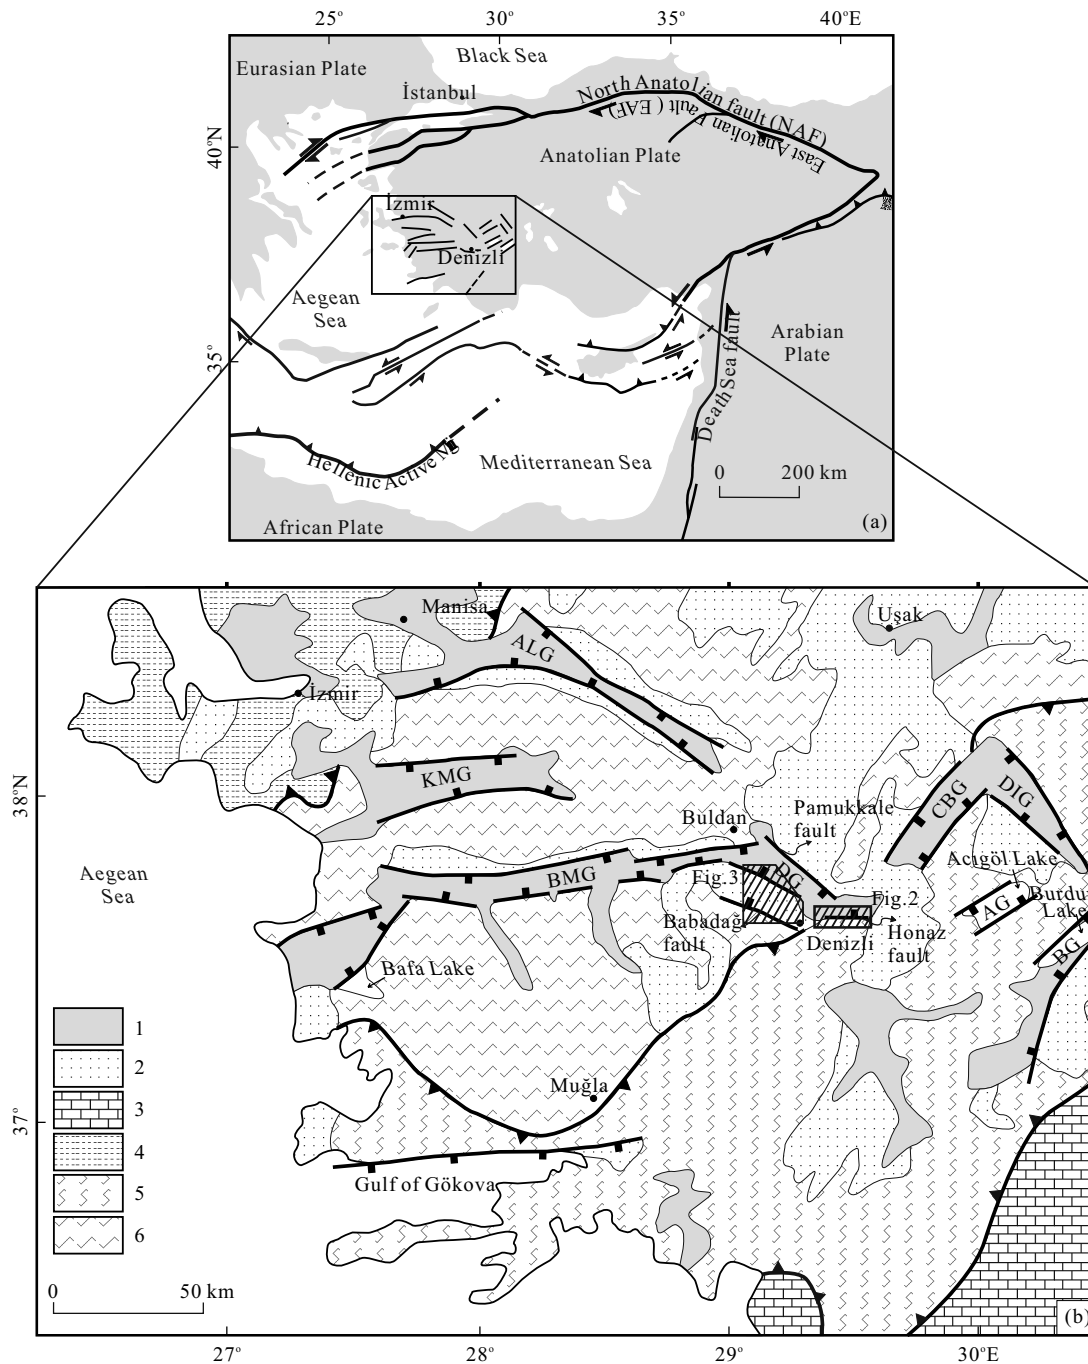 25° 30° 35° 40°E
Black Sea
Eurasian Plate
İstanbul
North Anatolian fault (NAF)
East Anatolian Fault (EAF)
40°N
Anatolian Plate
İzmir
Denizli
Aegean
Sea
Arabian
Plate
35°
Death Sea fault
Hellenic Active Mg
Mediterranean Sea
0 200 km
African Plate
(a)
Manisa
Uşak
ALG
İzmir
38°N
KMG
CBG
DIG
Buldan
Pamukkale
fault
Aegean
Sea
BMG
Fig.3
DG
Fig.2
Acıgöl Lake
AG
Burdu
Lake
Babadağ
fault
Denizli
Honaz
fault
BG
Bafa Lake
1
2
3
4
5
6
37°
Muğla
Gulf of Gökova
0 50 km
(b)
27° 28° 29° 30°E